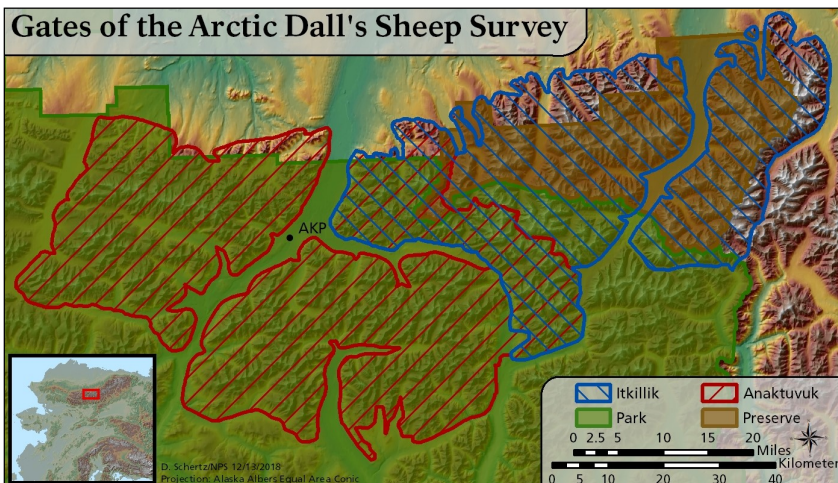 Gates of the Arctic Dall's Sheep Survey
AKP
Itkillik
Anaktuvuk
Park
Preserve
0 2.5 5 10 15 20
Miles
Kilometer
0 5 10 20 30 40
D. Schertz/NPS 12/13/2018
Projection: Alaska Albers Equal Area Conic